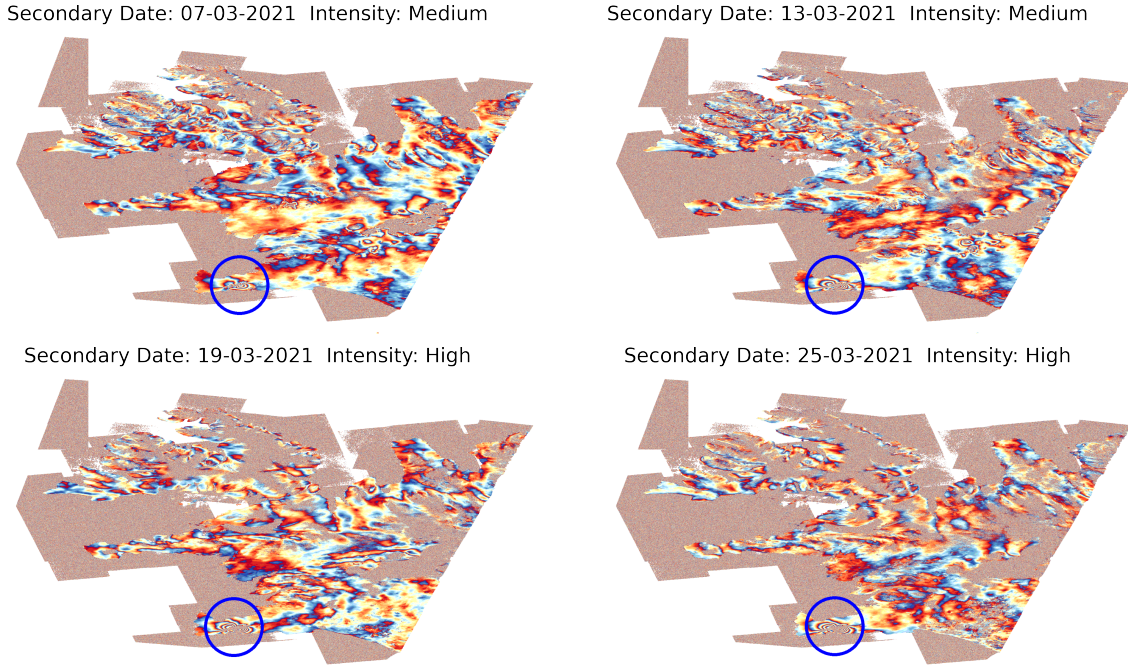 Secondary Date: 07-03-2021  Intensity: Medium
Secondary Date: 13-03-2021  Intensity: Medium
Secondary Date: 19-03-2021  Intensity: High
Secondary Date: 25-03-2021  Intensity: High